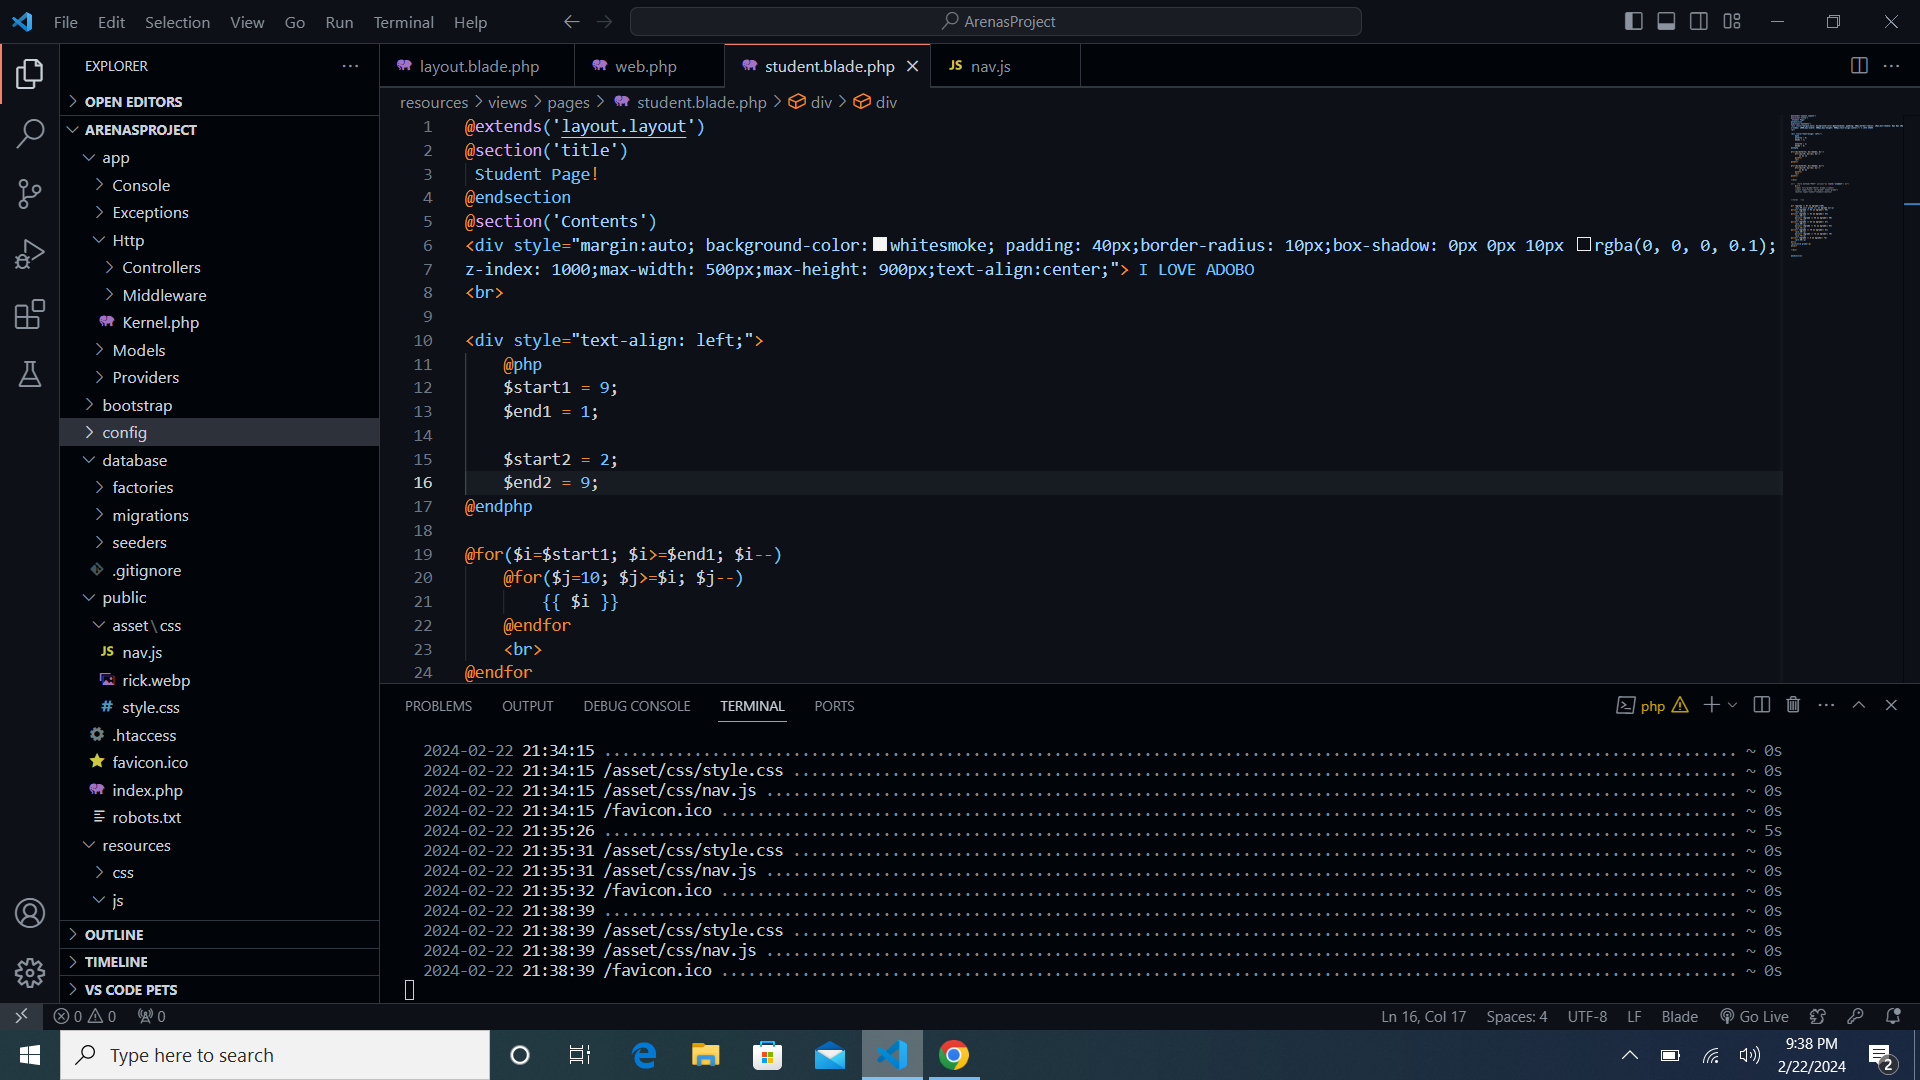 File Edit Selection View Go Run Terminal Help
ArenasProject
EXPLORER
OPEN EDITORS
ARENASPROJECT
app
Console
Exceptions
Http
Controllers
Middleware
Kernel.php
Models
Providers
bootstrap
config
database
factories
migrations
seeders
.gitignore
public
asset\css
JS nav.js
rick.webp
# style.css
.htaccess
favicon.ico
index.php
robots.txt
resources
css
js
OUTLINE
TIMELINE
VS CODE PETS
layout.blade.php web.php student.blade.php JS nav.js
resources > views > pages > student.blade.php > div > div
1 @extends('layout.layout')
2 @section('title')
3 Student Page!
4 @endsection
5 @section('Contents')
6 <div style="margin:auto; background-color:whitesmoke; padding: 40px;border-radius: 10px;box-shadow: 0px 0px 10px rgba(0, 0, 0, 0.1);
7 z-index: 1000;max-width: 500px;max-height: 900px;text-align:center;"> I LOVE ADOBO
8 <br>
9
10 <div style="text-align: left;">
11 @php
12 $start1 = 9;
13 $end1 = 1;
14
15 $start2 = 2;
16 $end2 = 9;
17 @endphp
18
19 @for($i=$start1; $i>=$end1; $i--)
20 @for($j=10; $j>=$i; $j--)
21 {{ $i }}
22 @endfor
23 <br>
24 @endfor
PROBLEMS OUTPUT DEBUG CONSOLE TERMINAL PORTS
php
2024-02-22 21:34:15 ........ ~ 0s
2024-02-22 21:34:15 /asset/css/style.css ........ ~ 0s
2024-02-22 21:34:15 /asset/css/nav.js ........ ~ 0s
2024-02-22 21:34:15 /favicon.ico ........ ~ 0s
2024-02-22 21:35:26 ........ ~ 5s
2024-02-22 21:35:31 /asset/css/style.css ........ ~ 0s
2024-02-22 21:35:31 /asset/css/nav.js ........ ~ 0s
2024-02-22 21:35:32 /favicon.ico ........ ~ 0s
2024-02-22 21:38:39 ........ ~ 0s
2024-02-22 21:38:39 /asset/css/style.css ........ ~ 0s
2024-02-22 21:38:39 /asset/css/nav.js ........ ~ 0s
2024-02-22 21:38:39 /favicon.ico ........ ~ 0s
0 0 0 Ln 16, Col 17 Spaces: 4 UTF-8 LF Blade Go Live
Type here to search
9:38 PM
2/22/2024
2